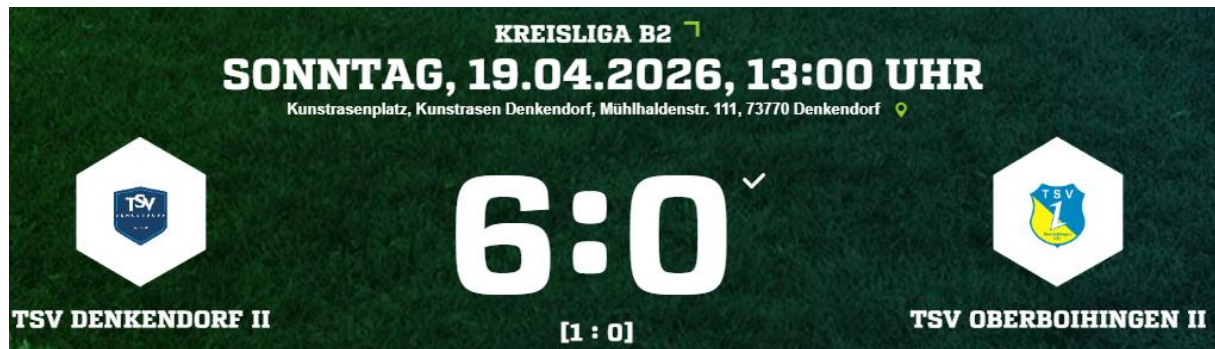 KREISLIGA B2
SONNTAG, 19.04.2026, 13:00 UHR
Kunstrasenplatz, Kunstrasen Denkendorf, Mühlhaldenstr. 111, 73770 Denkendorf
TSV
DENKENDORF
TSV
6:0
TSV DENKENDORF II
[1 : 0]
TSV OBERBOIHINGEN II